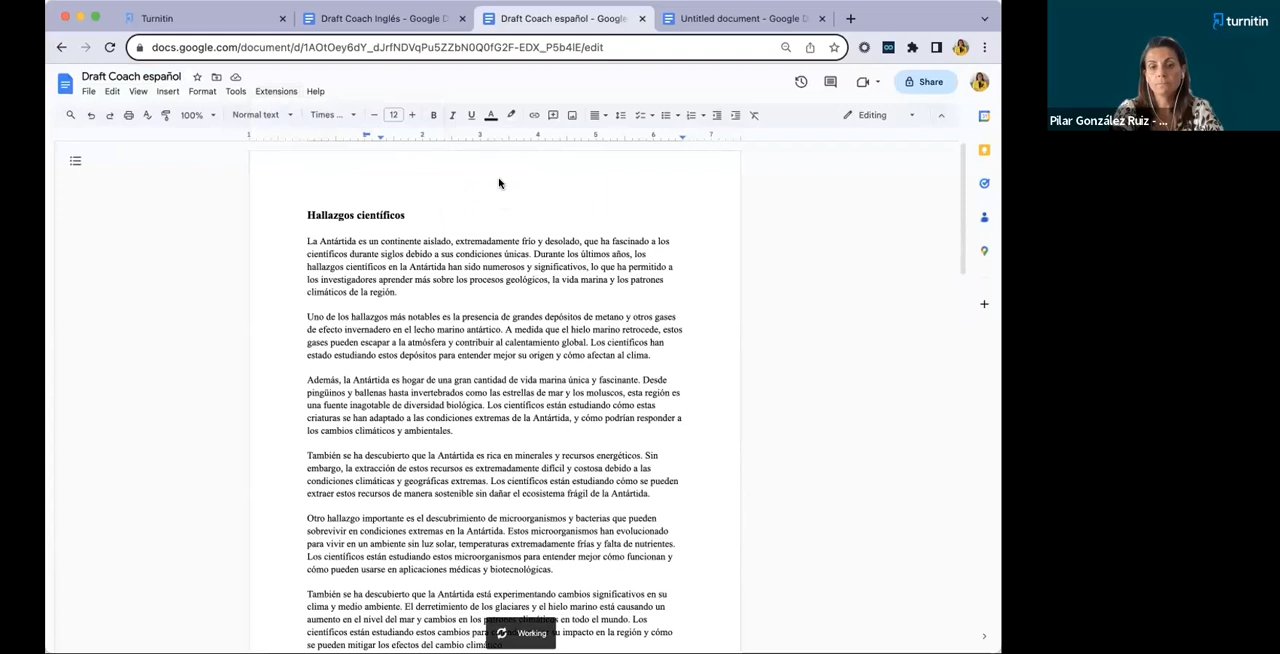 Turnitin
Draft Coach Inglés - Google D
Draft Coach español - Google
Untitled document - Google D
docs.google.com/document/d/1AOtOey6dY_dJrfNDVqPu5ZZbN0Q0fG2F-EDX_P5b4lE/edit
Draft Coach español
File Edit View Insert Format Tools Extensions Help
Share
100% Normal text Times ... 12 Editing
1 2 3 4 5 6 7
Hallazgos científicos
La Antártida es un continente aislado, extremadamente frío y desolado, que ha fascinado a los
científicos durante siglos debido a sus condiciones únicas. Durante los últimos años, los
hallazgos científicos en la Antártida han sido numerosos y significativos, lo que ha permitido a
los investigadores aprender más sobre los procesos geológicos, la vida marina y los patrones
climáticos de la región.
Uno de los hallazgos más notables es la presencia de grandes depósitos de metano y otros gases
de efecto invernadero en el lecho marino antártico. A medida que el hielo marino retrocede, estos
gases pueden escapar a la atmósfera y contribuir al calentamiento global. Los científicos han
estado estudiando estos depósitos para entender mejor su origen y cómo afectan al clima.
Además, la Antártida es hogar de una gran cantidad de vida marina única y fascinante. Desde
pingüinos y ballenas hasta invertebrados como las estrellas de mar y los moluscos, esta región es
una fuente inagotable de diversidad biológica. Los científicos están estudiando cómo estas
criaturas se han adaptado a las condiciones extremas de la Antártida, y cómo podrían responder a
los cambios climáticos y ambientales.
También se ha descubierto que la Antártida es rica en minerales y recursos energéticos. Sin
embargo, la extracción de estos recursos es extremadamente difícil y costosa debido a las
condiciones climáticas y geográficas extremas. Los científicos están estudiando cómo se pueden
extraer estos recursos de manera sostenible sin dañar el ecosistema frágil de la Antártida.
Otro hallazgo importante es el descubrimiento de microorganismos y bacterias que pueden
sobrevivir en condiciones extremas en la Antártida. Estos microorganismos han evolucionado
para vivir en un ambiente sin luz solar, temperaturas extremadamente frías y falta de nutrientes.
Los científicos están estudiando estos microorganismos para entender mejor cómo funcionan y
cómo pueden usarse en aplicaciones médicas y biotecnológicas.
También se ha descubierto que la Antártida está experimentando cambios significativos en su
clima y medio ambiente. El derretimiento de los glaciares y el hielo marino está causando un
aumento en el nivel del mar y cambios en los patrones climáticos en todo el mundo. Los
científicos están estudiando estos cambios para su impacto en la región y cómo
se pueden mitigar los efectos del cambio climático
Working
turnitin
Pilar González Ruiz - ...